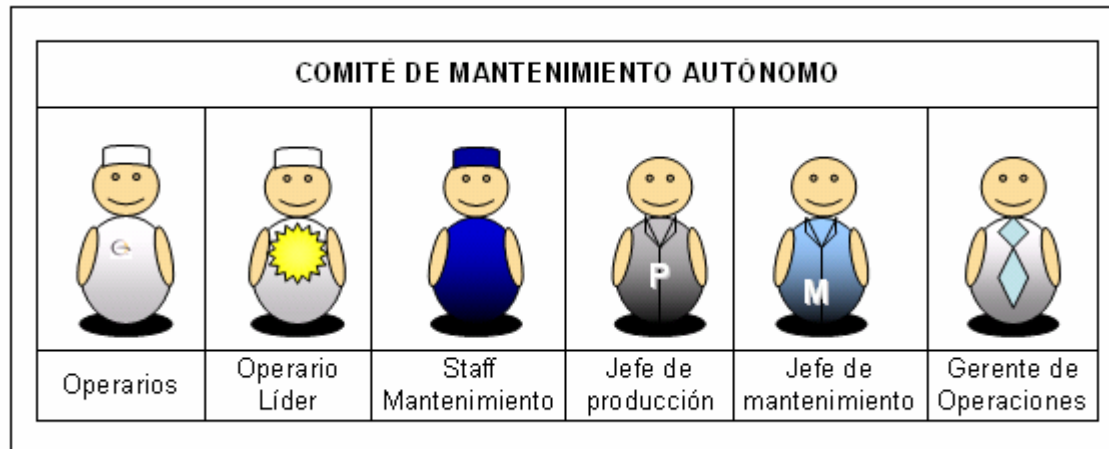 COMITÉ DE MANTENIMIENTO AUTÓNOMO
P
M
Operarios
Operario
Líder
Staff
Mantenimiento
Jefe de
producción
Jefe de
mantenimiento
Gerente de
Operaciones